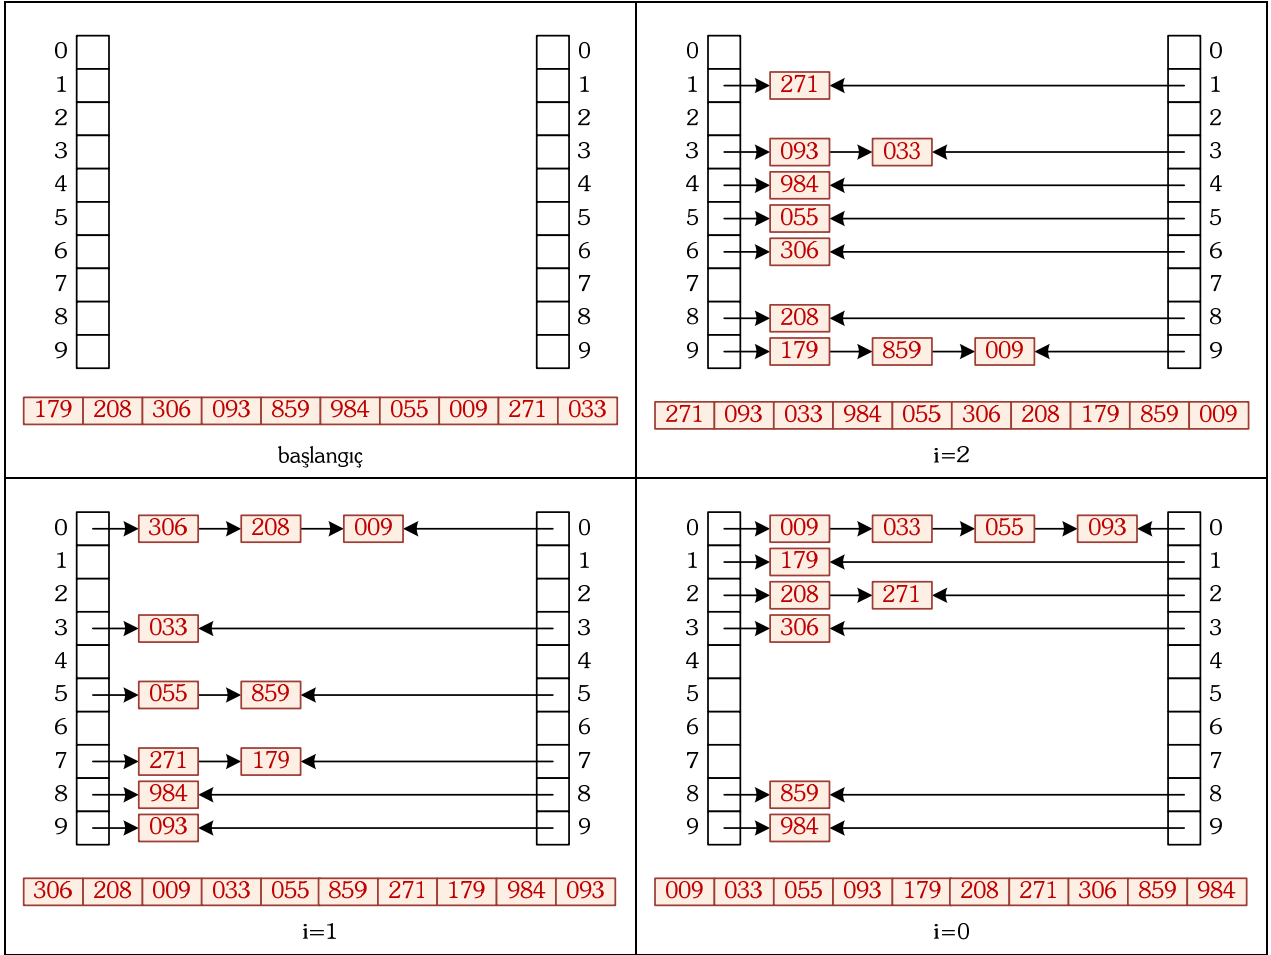 0 0
1 1
2 2
3 3
4 4
5 5
6 6
7 7
8 8
9 9
179 208 306 093 859 984 055 009 271 033
başlangıç
0 0
1 271 1
2 2
3 093 033 3
4 984 4
5 055 5
6 306 6
7 7
8 208 8
9 179 859 009 9
271 093 033 984 055 306 208 179 859 009
i=2
0 306 208 009 0
1 1
2 2
3 033 3
4 4
5 055 859 5
6 6
7 271 179 7
8 984 8
9 093 9
306 208 009 033 055 859 271 179 984 093
i=1
0 009 033 055 093 0
1 179 1
2 208 271 2
3 306 3
4 4
5 5
6 6
7 7
8 859 8
9 984 9
009 033 055 093 179 208 271 306 859 984
i=0